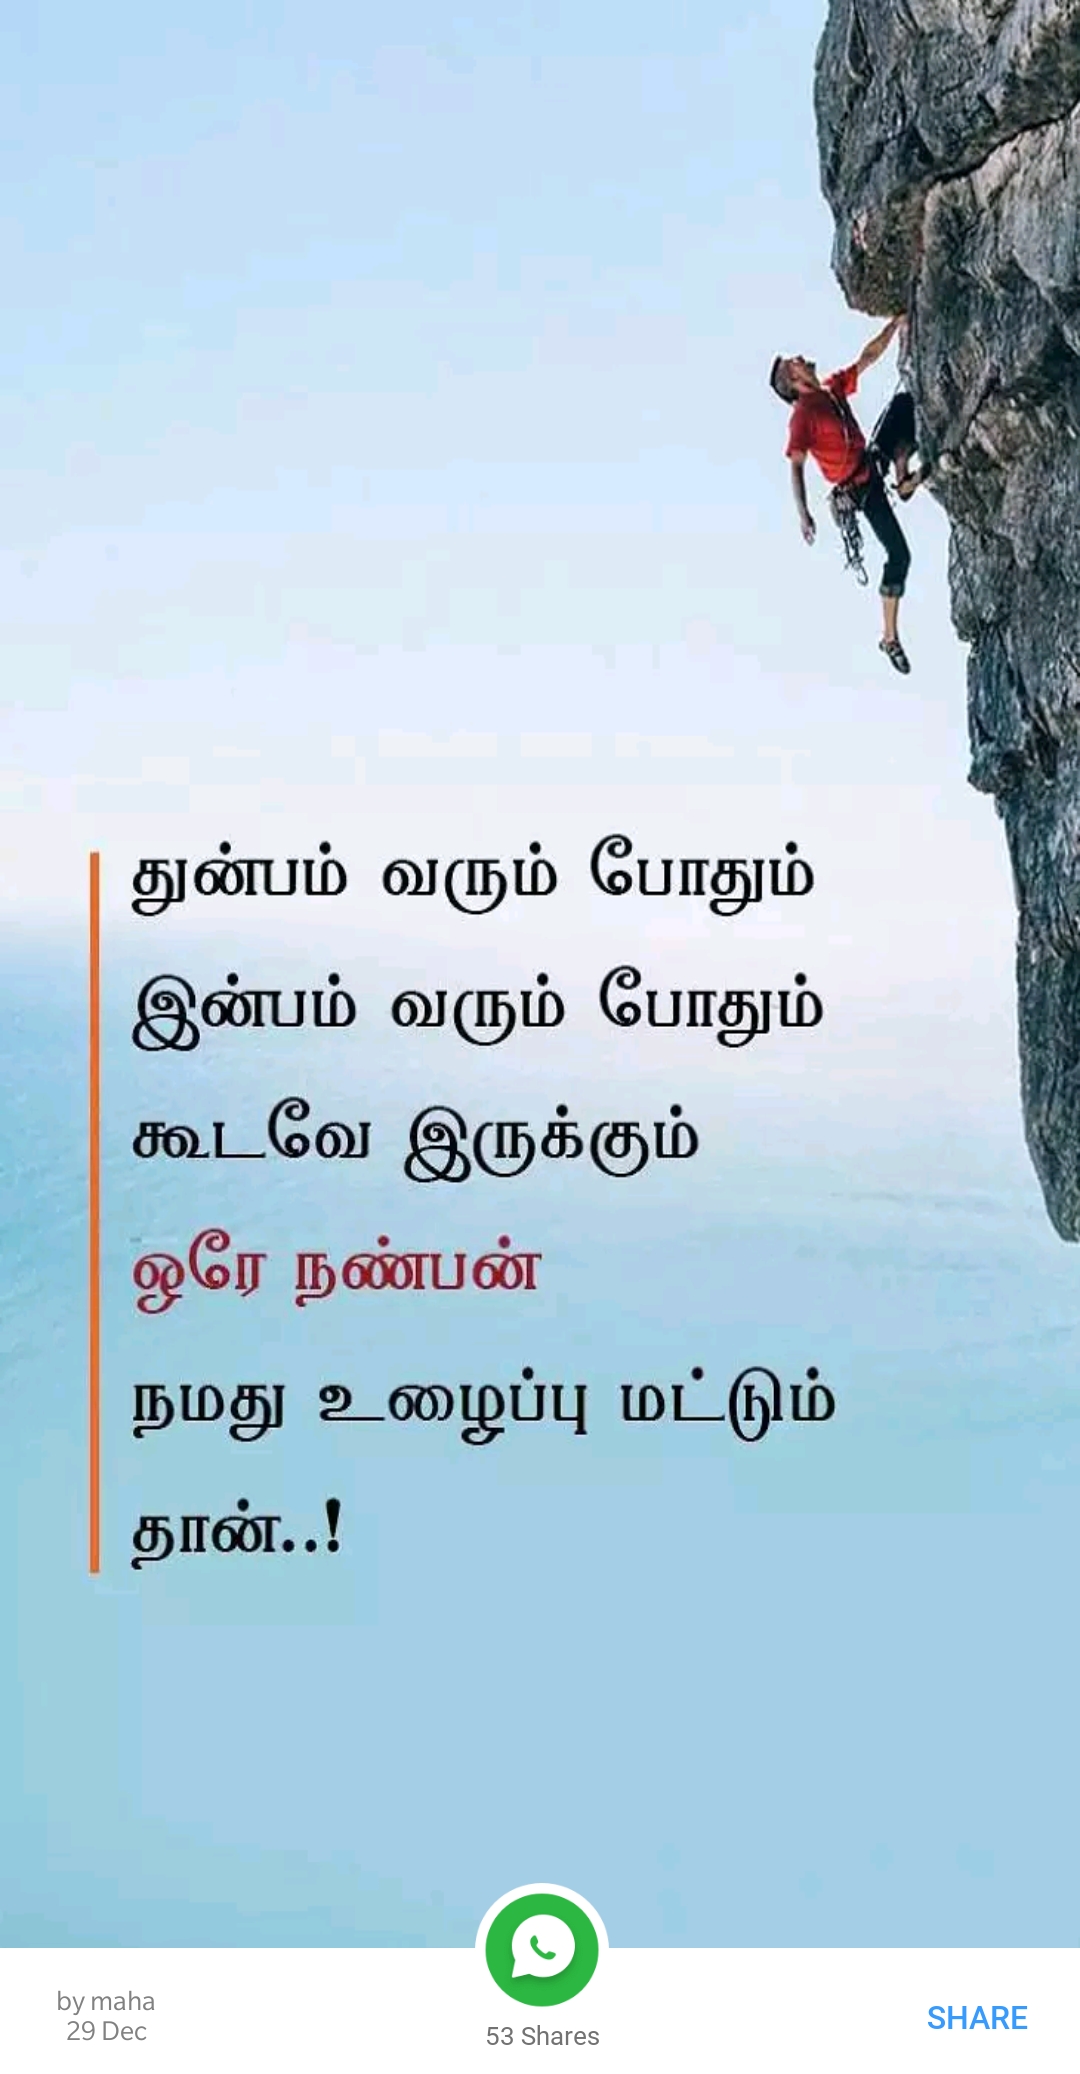 துன்பம் வரும் போதும்
இன்பம் வரும் போதும்
கூடவே இருக்கும்
ஒரே நண்பன்
நமது உழைப்பு மட்டும்
தான்..!
by maha
29 Dec
53 Shares
SHARE